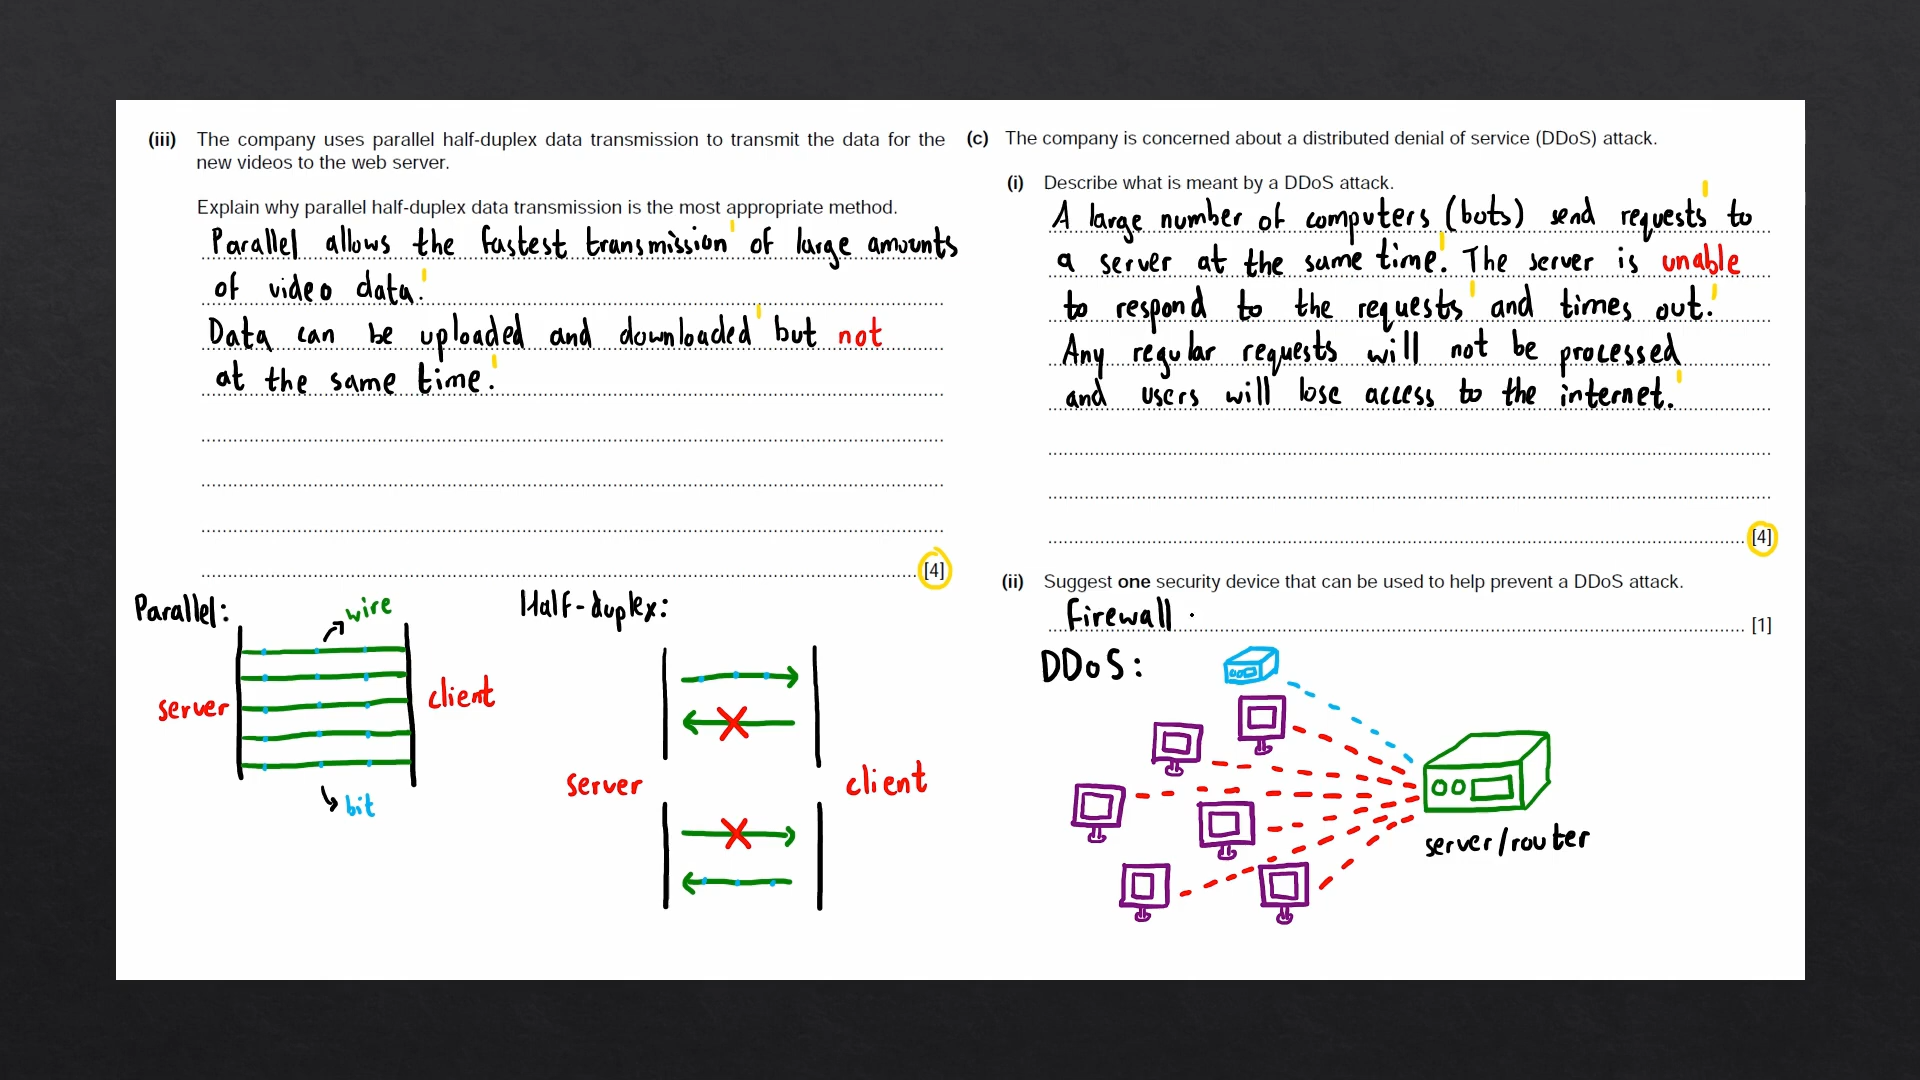 (iii) The company uses parallel half-duplex data transmission to transmit the data for the
new videos to the web server.
Explain why parallel half-duplex data transmission is the most appropriate method.
Parallel allows the fastest transmission of large amounts
of video data.
Data can be uploaded and downloaded but not
at the same time.
[4]
Parallel:
wire
server
client
bit
Half-duplex:
server
client
(c) The company is concerned about a distributed denial of service (DDoS) attack.
(i) Describe what is meant by a DDoS attack.
A large number of computers (bots) send requests to
a server at the same time. The server is unable
to respond to the requests and times out.
Any regular requests will not be processed
and users will lose access to the internet.
[4]
(ii) Suggest one security device that can be used to help prevent a DDoS attack.
Firewall.
[1]
DDoS:
server/router